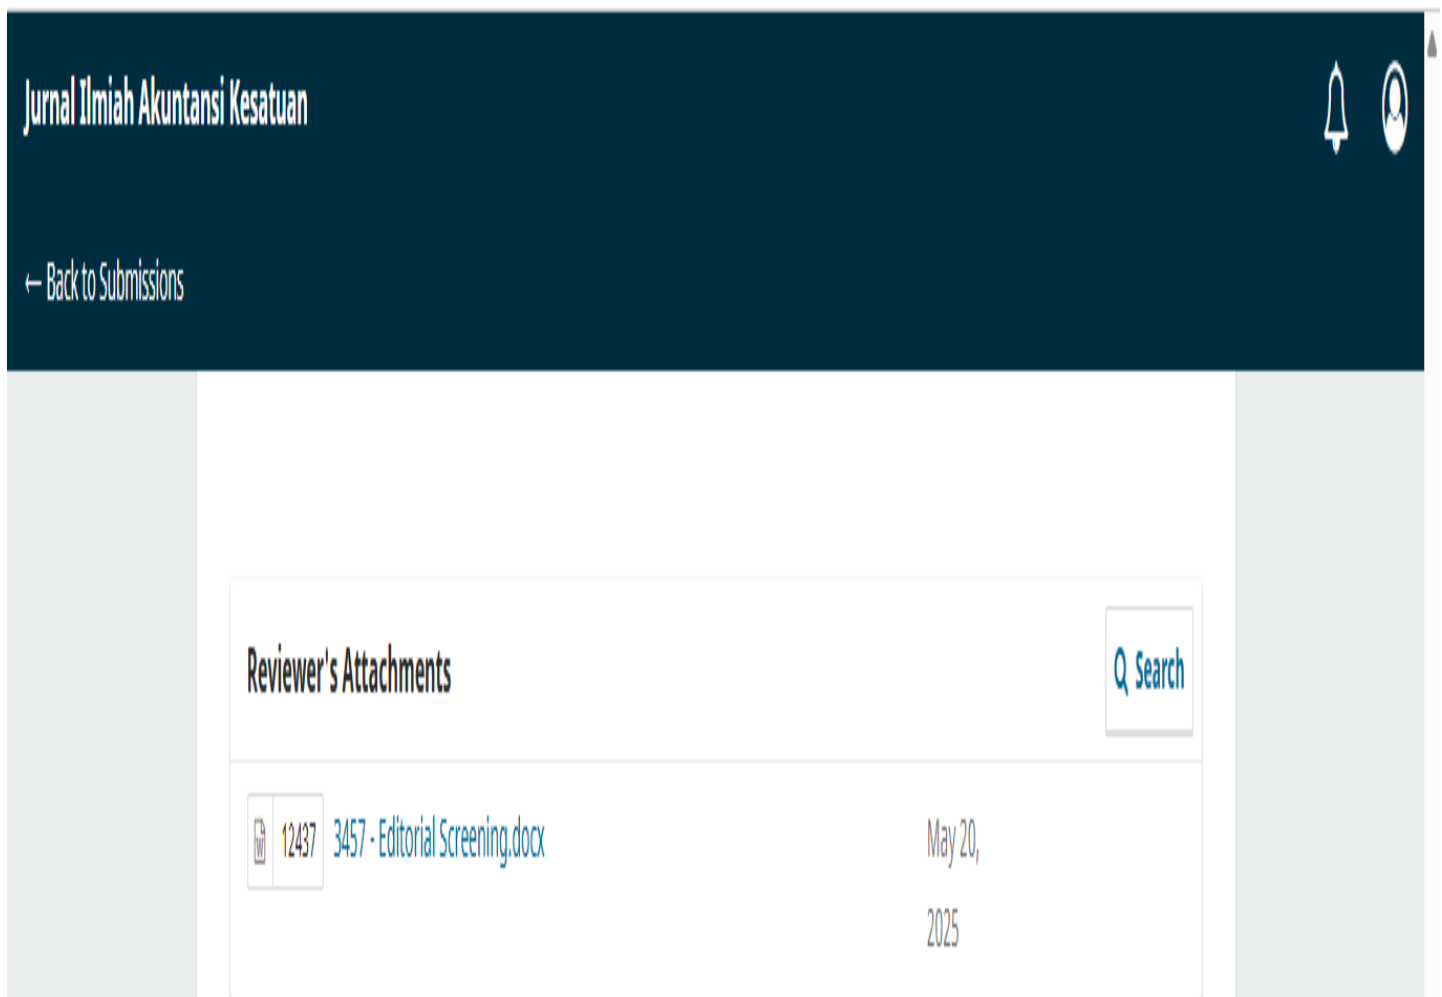 Jurnal Ilmiah Akuntansi Kesatuan
← Back to Submissions
Reviewer's Attachments
Search
12437 3457 - Editorial Screening.docx May 20,
2025